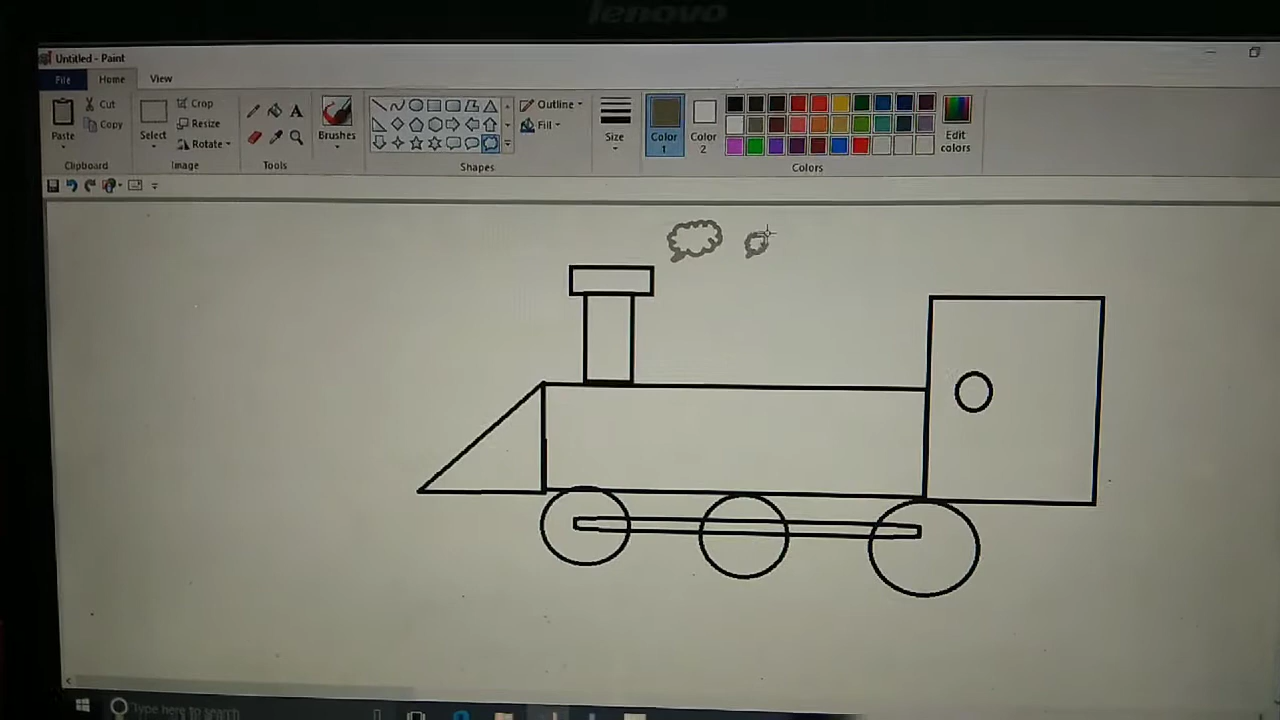 lenovo
Untitled - Paint
File Home View
Paste
Cut
Copy
Clipboard
Select
Crop
Resize
Rotate
Image
A
Tools
Brushes
Outline
Fill
Shapes
Size
Color 1
Color 2
Edit colors
Colors
Type here to search